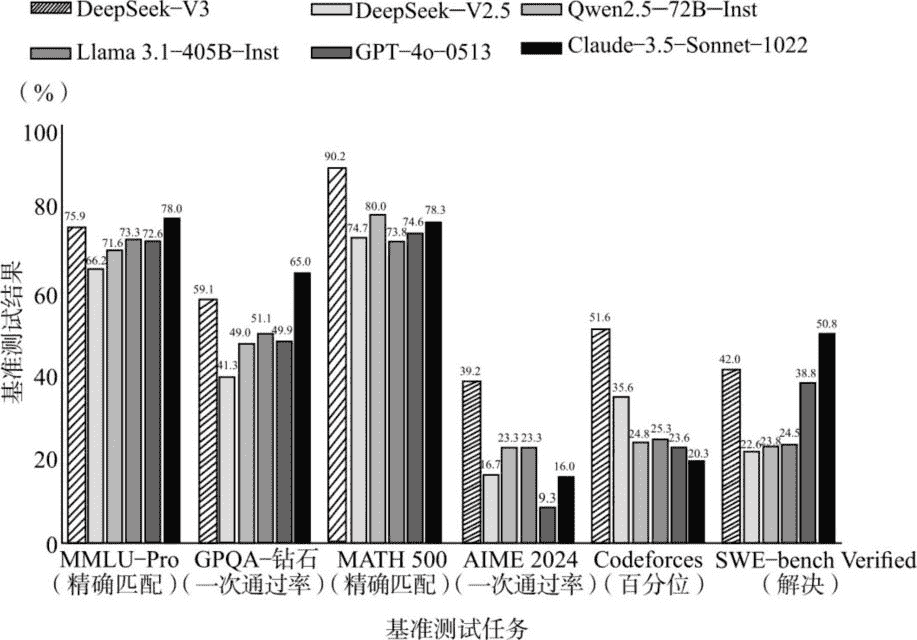 DeepSeek-V3 DeepSeek-V2.5 Qwen2.5-72B-Inst
Llama 3.1-405B-Inst GPT-4o-0513 Claude-3.5-Sonnet-1022
（%）
100
80
60
40
20
0
基准测试结果
75.9 66.2 71.6 73.3 72.6 78.0
59.1 41.3 49.0 51.1 49.9 65.0
90.2 74.7 80.0 73.8 74.6 78.3
39.2 16.7 23.3 23.3 9.3 16.0
51.6 35.6 24.8 25.3 23.6 20.3
42.0 22.6 23.8 24.5 38.8 50.8
MMLU-Pro GPQA-钻石 MATH 500 AIME 2024 Codeforces SWE-bench Verified
（精确匹配）（一次通过率）（精确匹配）（一次通过率）（百分位）（解决）
基准测试任务